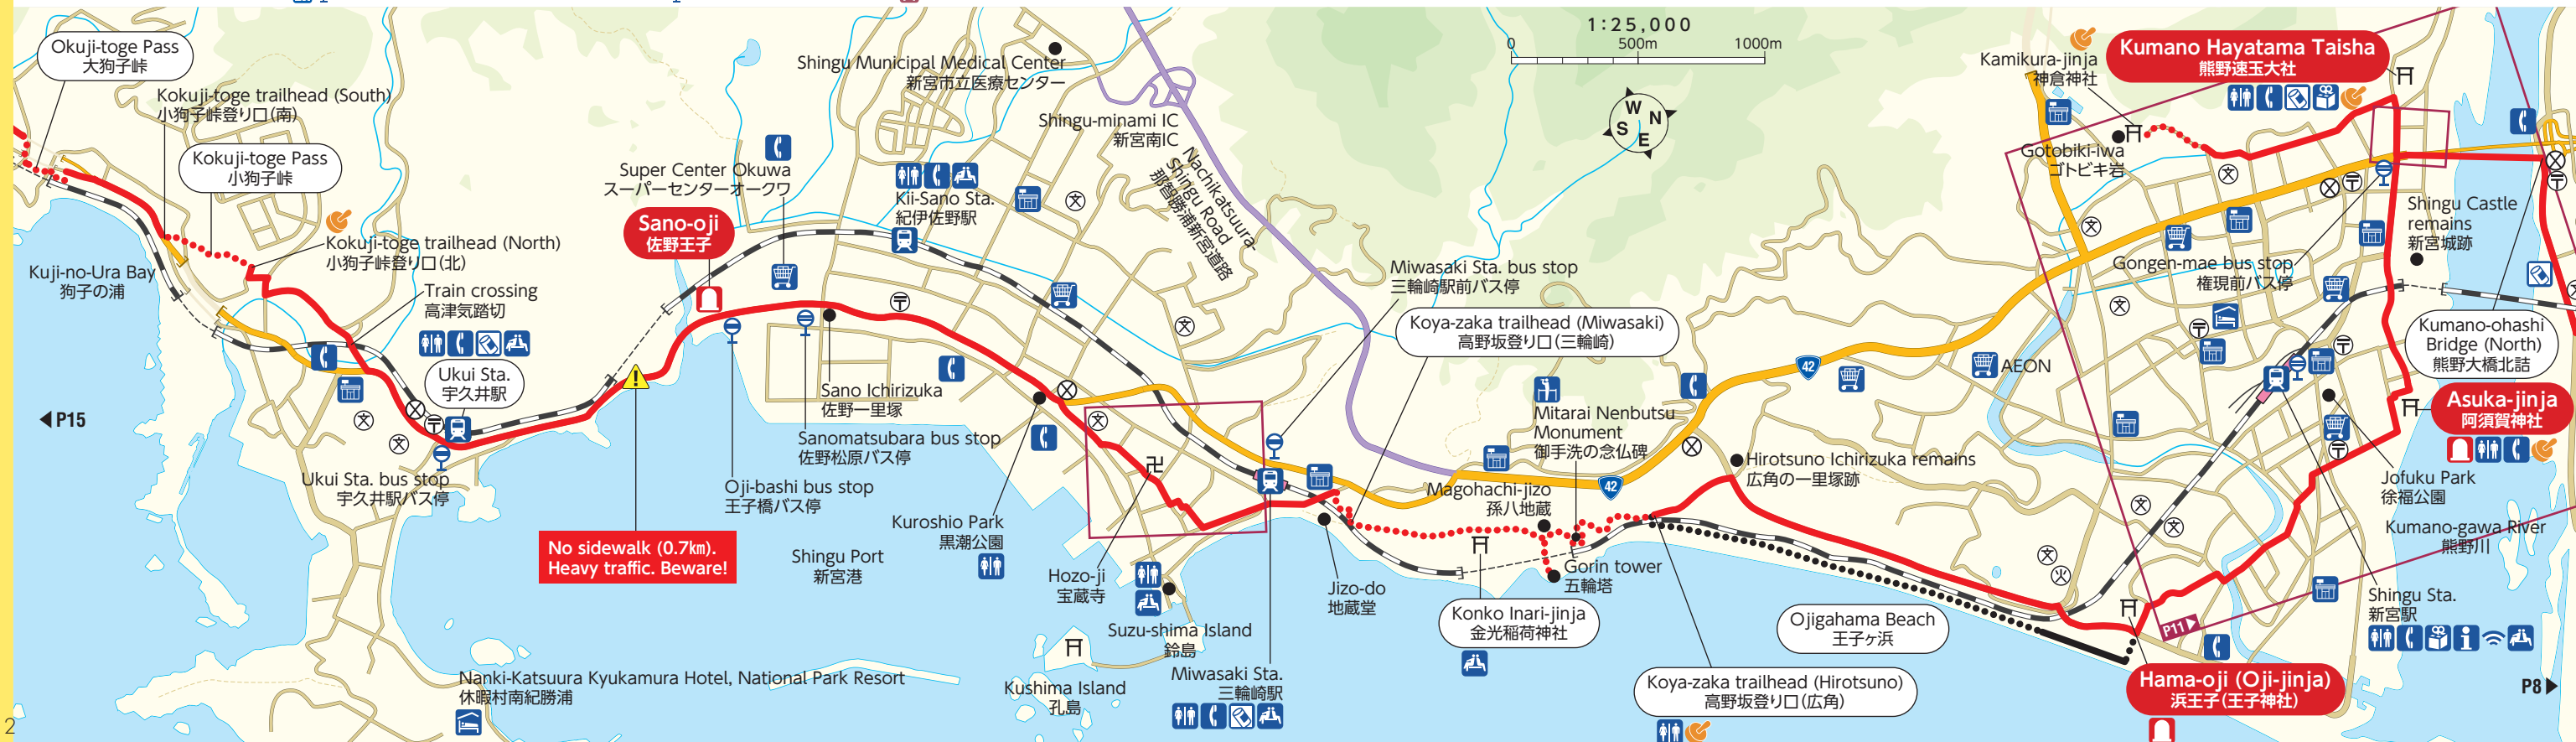 Okuji-toge Pass
大狗子峠
Kokuji-toge trailhead (South)
小狗子峠登り口(南)
Kokuji-toge Pass
小狗子峠
Kokuji-toge trailhead (North)
小狗子峠登り口(北)
Kuji-no-Ura Bay
狗子の浦
Train crossing
高津気踏切
Ukui Sta.
宇久井駅
◀P15
Ukui Sta. bus stop
宇久井駅バス停
No sidewalk (0.7㎞).
Heavy traffic. Beware!
Nanki-Katsuura Kyukamura Hotel, National Park Resort
休暇村南紀勝浦
2
Shingu Municipal Medical Center
新宮市立医療センター
Super Center Okuwa
スーパーセンターオークワ
Sano-oji
佐野王子
Kii-Sano Sta.
紀伊佐野駅
Shingu-minami IC
新宮南IC
Nachikatsuura-
Shingu Road
那智勝浦新宮道路
Sano Ichirizuka
佐野一里塚
Sanomatsubara bus stop
佐野松原バス停
Oji-bashi bus stop
王子橋バス停
Shingu Port
新宮港
Kuroshio Park
黒潮公園
Hozo-ji
宝蔵寺
Suzu-shima Island
鈴島
Kushima Island
孔島
Miwasaki Sta.
三輪崎駅
1:25,000
0
500m
1000m
W
N
S
E
Miwasaki Sta. bus stop
三輪崎駅前バス停
Koya-zaka trailhead (Miwasaki)
高野坂登り口(三輪崎)
Mitarai Nenbutsu
Monument
御手洗の念仏碑
Magohachi-jizo
孫八地蔵
Jizo-do
地蔵堂
Gorin tower
五輪塔
Konko Inari-jinja
金光稲荷神社
42
42
Hirotsuno Ichirizuka remains
広角の一里塚跡
Ojigahama Beach
王子ヶ浜
Koya-zaka trailhead (Hirotsuno)
高野坂登り口(広角)
Kamikura-jinja
神倉神社
Kumano Hayatama Taisha
熊野速玉大社
Gotobiki-iwa
ゴトビキ岩
Shingu Castle
remains
新宮城跡
Gongen-mae bus stop
権現前バス停
AEON
Kumano-ohashi
Bridge (North)
熊野大橋北詰
Asuka-jinja
阿須賀神社
Jofuku Park
徐福公園
Kumano-gawa River
熊野川
Shingu Sta.
新宮駅
P11▶
Hama-oji (Oji-jinja)
浜王子(王子神社)
P8▶